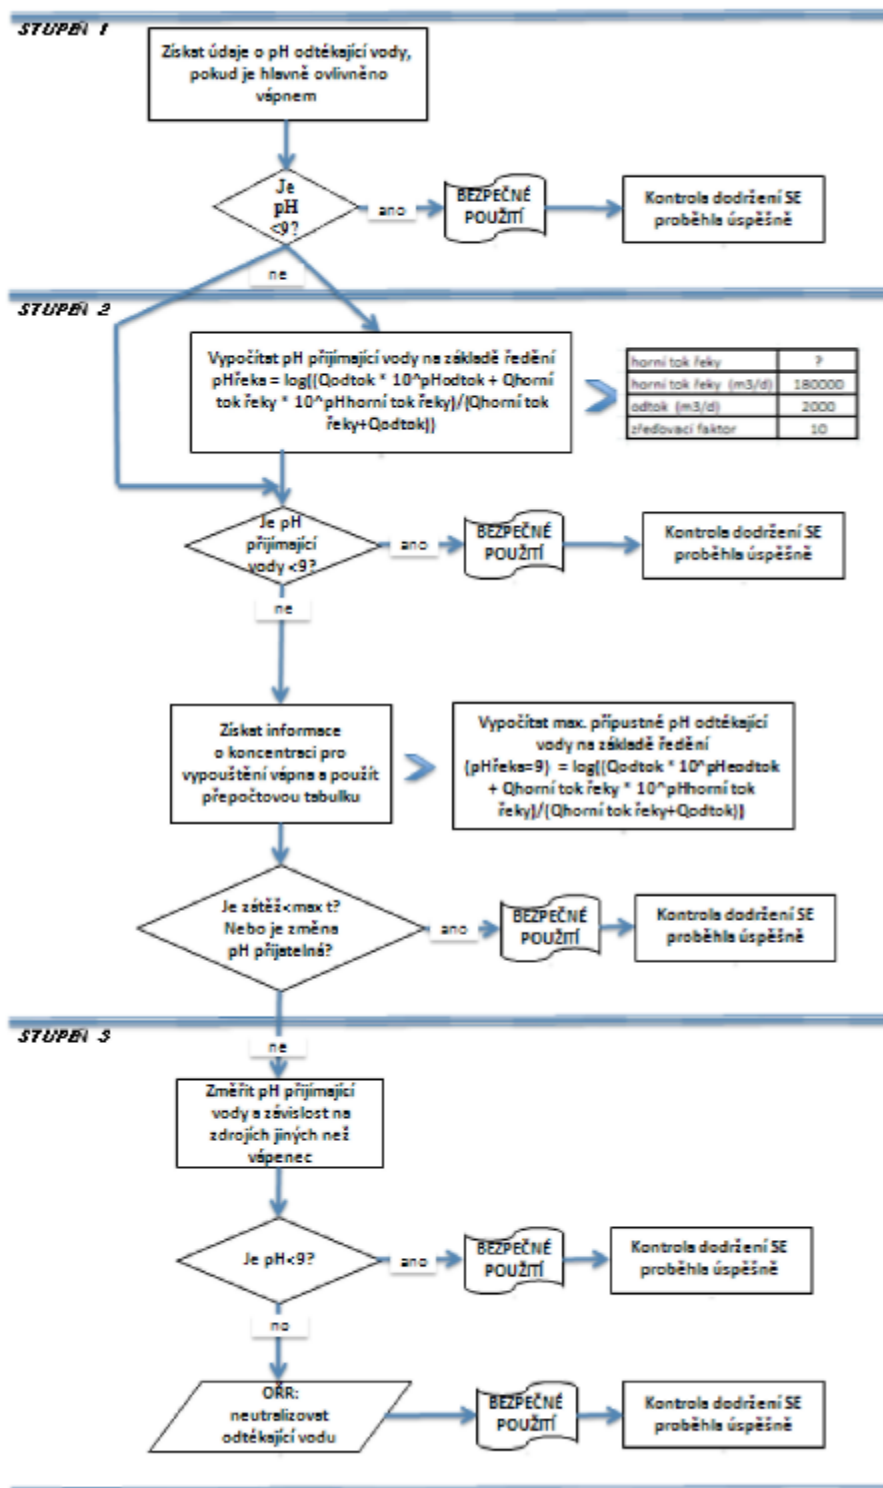 STUPEŇ 1
Získat údaje o pH odtékající vody,
pokud je hlavně ovlivněno
vápnem
Je
pH
<9?
ano
BEZPEČNÉ
POUŽITÍ
Kontrola dodržení SE
proběhla úspěšně
ne
STUPEŇ 2
Vypočítat pH přijímající vody na základě ředění
pHřeka = log((Qodtok * 10^pHodtok + Qhorní
tok řeky * 10^pHhorní tok řeky)/(Qhorní tok
řeky+Qodtok))
horní tok řeky ?
horní tok řeky (m3/d) 180000
odtok (m3/d) 2000
zřeďovací faktor 10
Je pH
přijímající
vody <9?
ano
BEZPEČNÉ
POUŽITÍ
Kontrola dodržení SE
proběhla úspěšně
ne
Získat informace
o koncentraci pro
vypouštění vápna a použít
přepočtovou tabulku
Vypočítat max. přípustné pH odtékající
vody na základě ředění
(pHřeka=9) = log((Qodtok * 10^pHeodtok
+ Qhorní tok řeky * 10^pHhorní tok
řeky)/(Qhorní tok řeky+Qodtok))
Je zátěž<max t?
Nebo je změna
pH přijatelná?
ano
BEZPEČNÉ
POUŽITÍ
Kontrola dodržení SE
proběhla úspěšně
STUPEŇ 3
ne
Změřit pH přijímající
vody a závislost na
zdrojích jiných než
vápenec
Je pH<9?
ano
BEZPEČNÉ
POUŽITÍ
Kontrola dodržení SE
proběhla úspěšně
no
OŘR:
neutralizovat
odtékající vodu
BEZPEČNÉ
POUŽITÍ
Kontrola dodržení SE
proběhla úspěšně